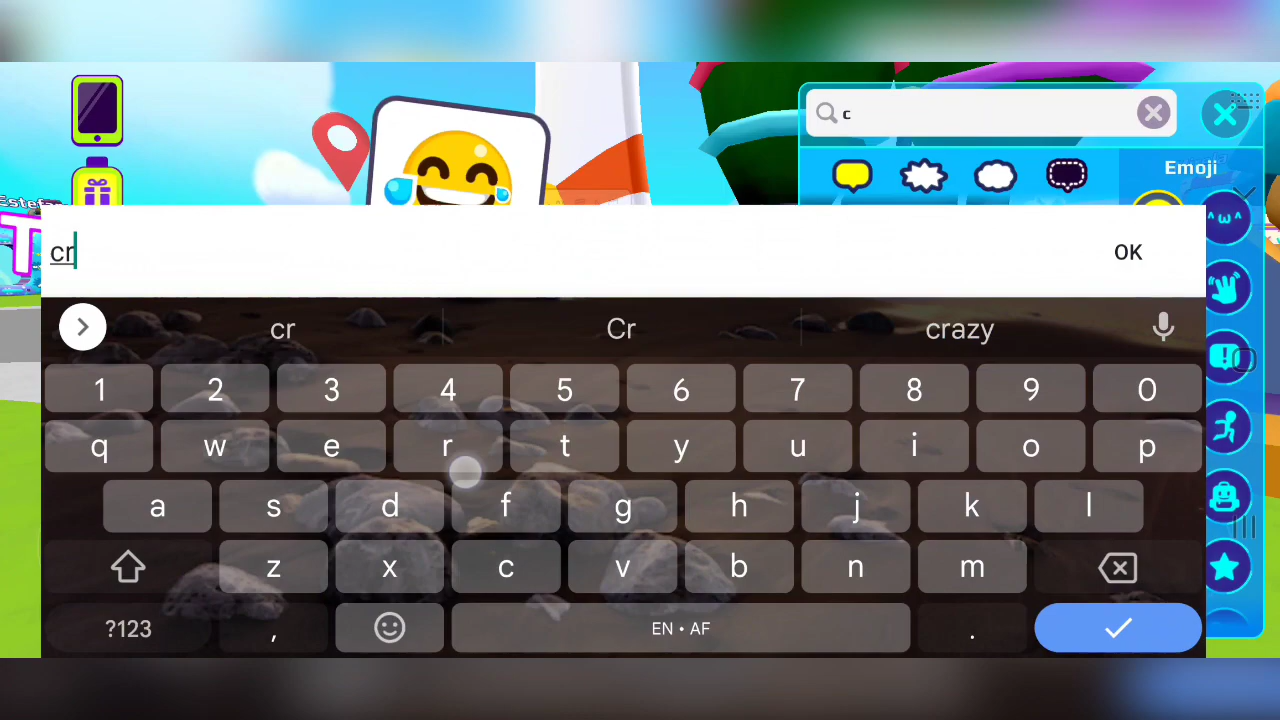 c
Emoji
Estefan
T
^ω^
cr
OK
cr Cr crazy
1 2 3 4 5 6 7 8 9 0
q w e r t y u i o p
a s d f g h j k l
z x c v b n m
?123 , EN • AF .